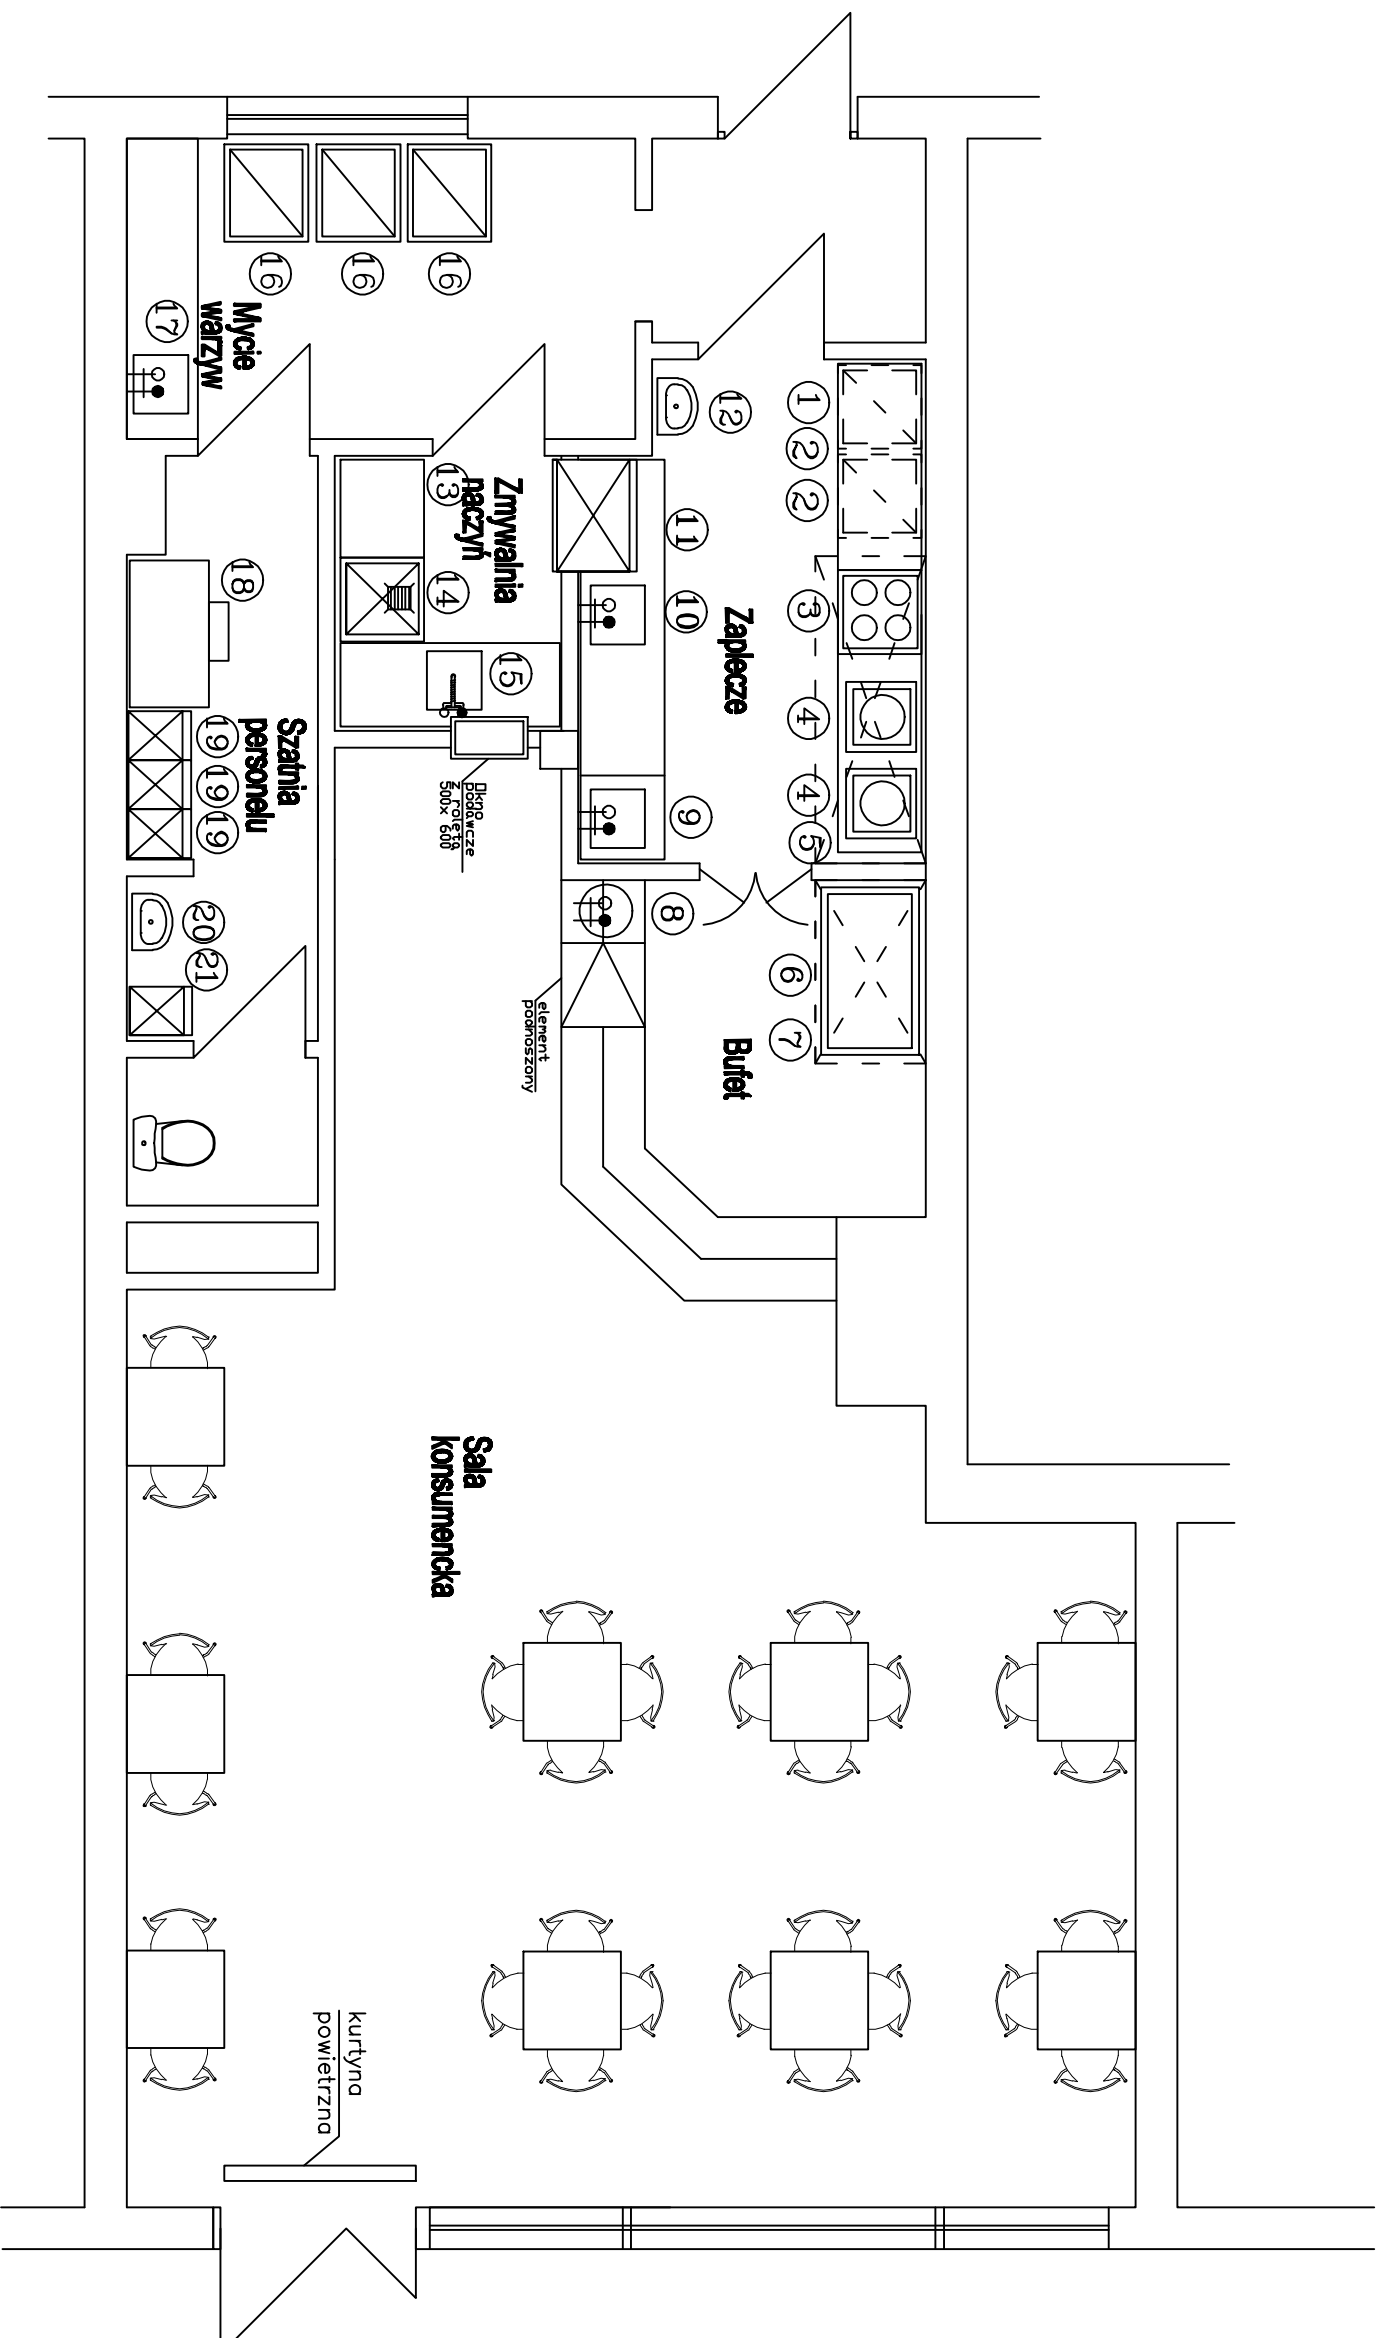 16
16
16
17
Mycie
warzyw
12
1
2
2
3
4
4
5
11
10
9
Zaplecze
13
14
15
Zmywalnia
naczyń
18
19
19
19
Szatnia
personelu
Okno
podawcze
z roletą
500x 600
20
21
8
6
7
Bufet
element
podnoszony
Sala
konsumencka
kurtyna
powietrzna